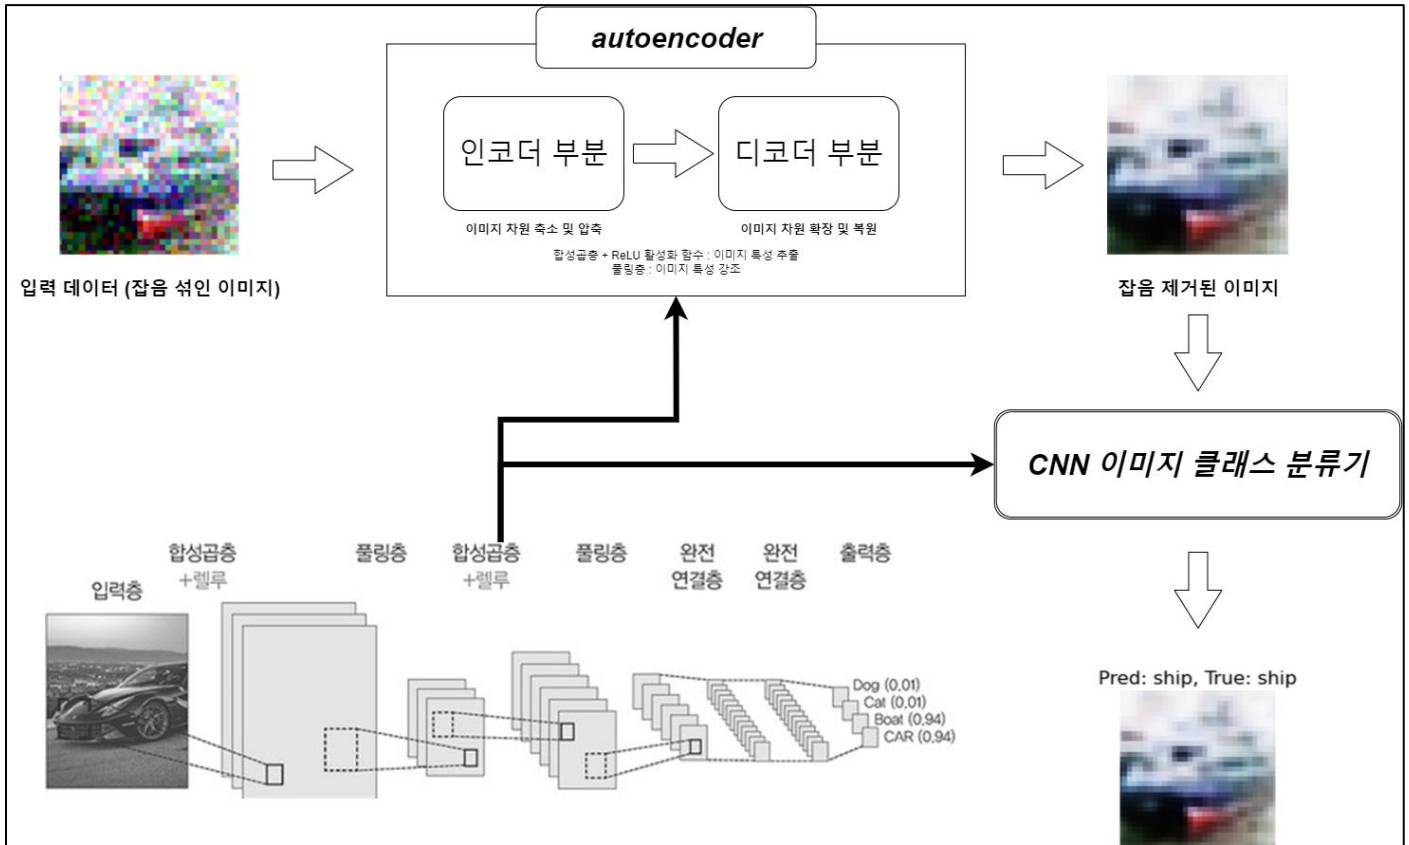 autoencoder
인코더 부분
디코더 부분
이미지 차원 축소 및 압축
이미지 차원 확장 및 복원
합성곱층 + ReLU 활성화 함수 : 이미지 특성 추출
풀링층 : 이미지 특성 강조
입력 데이터 (잡음 섞인 이미지)
잡음 제거된 이미지
CNN 이미지 클래스 분류기
입력층
합성곱층
+렐루
풀링층
합성곱층
+렐루
풀링층
완전
연결층
완전
연결층
출력층
Dog (0,01)
Cat (0,01)
Boat (0,94)
CAR (0,94)
Pred: ship, True: ship